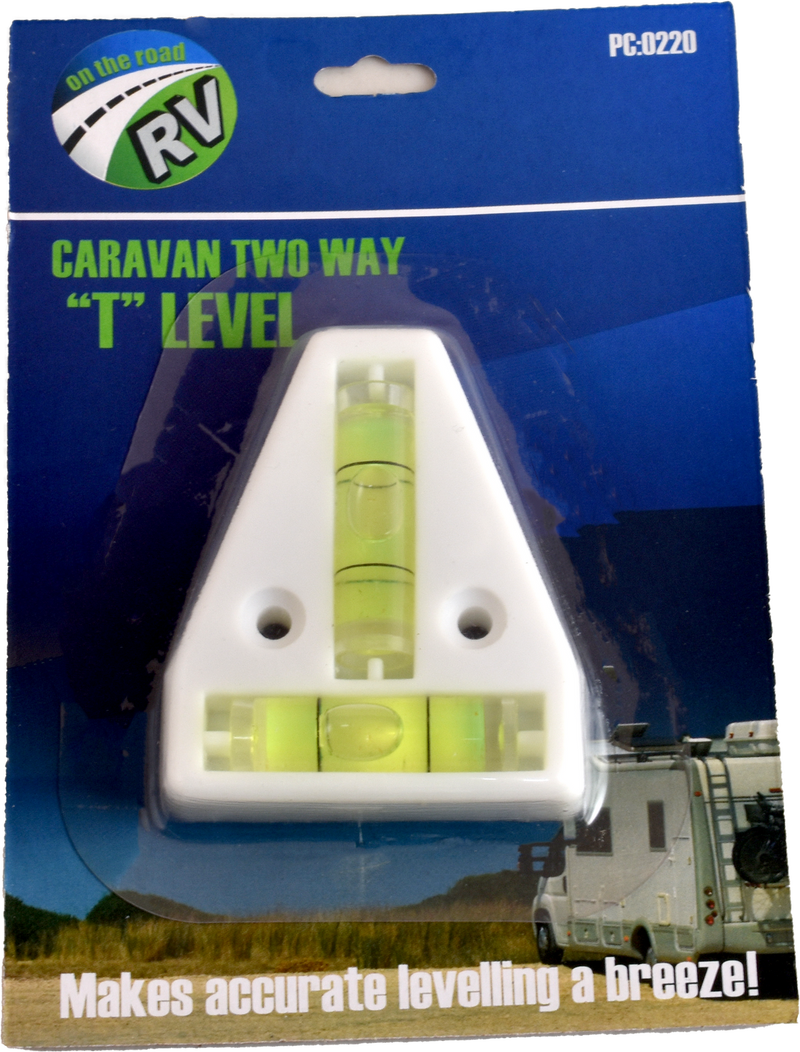 on the road
RV
PC:0220
CARAVAN TWO WAY
“T” LEVEL
Makes accurate levelling a breeze!